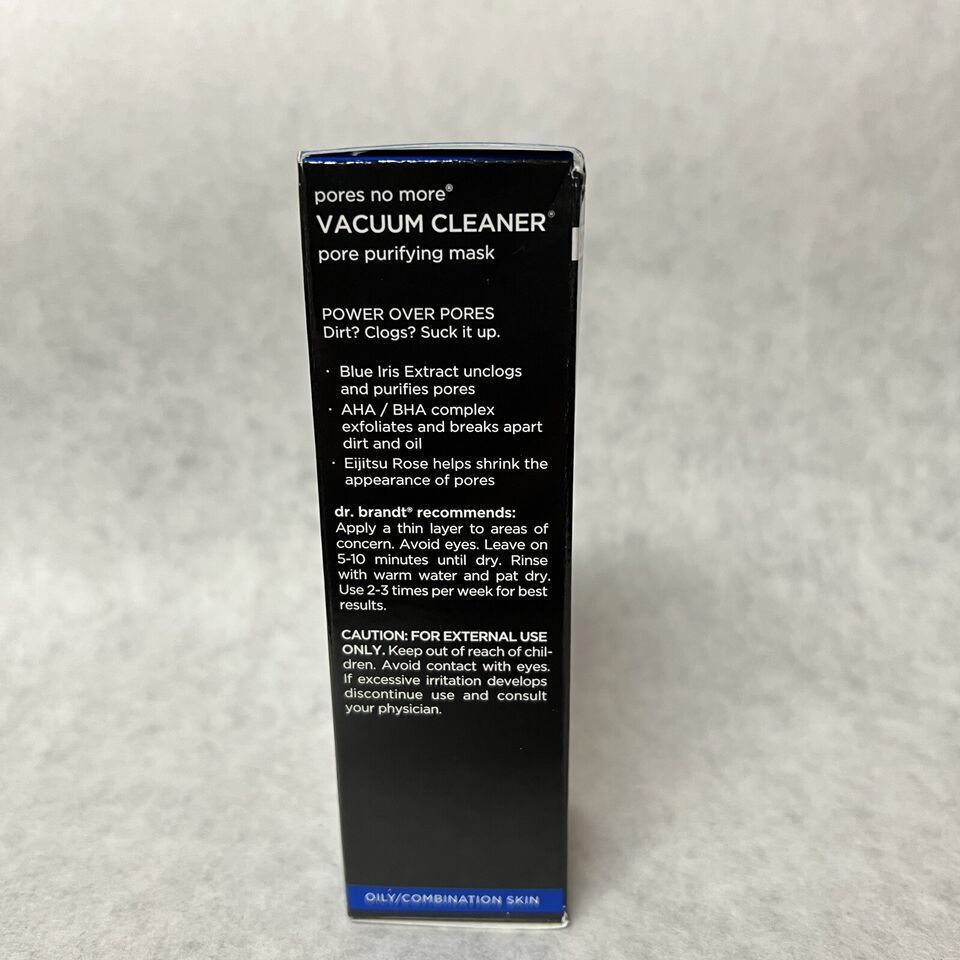 pores no more®
VACUUM CLEANER®
pore purifying mask
POWER OVER PORES
Dirt? Clogs? Suck it up.
· Blue Iris Extract unclogs
and purifies pores
· AHA / BHA complex
exfoliates and breaks apart
dirt and oil
· Eijitsu Rose helps shrink the
appearance of pores
dr. brandt® recommends:
Apply a thin layer to areas of
concern. Avoid eyes. Leave on
5-10 minutes until dry. Rinse
with warm water and pat dry.
Use 2-3 times per week for best
results.
CAUTION: FOR EXTERNAL USE
ONLY. Keep out of reach of chil-
dren. Avoid contact with eyes.
If excessive irritation develops
discontinue use and consult
your physician.
OILY/COMBINATION SKIN